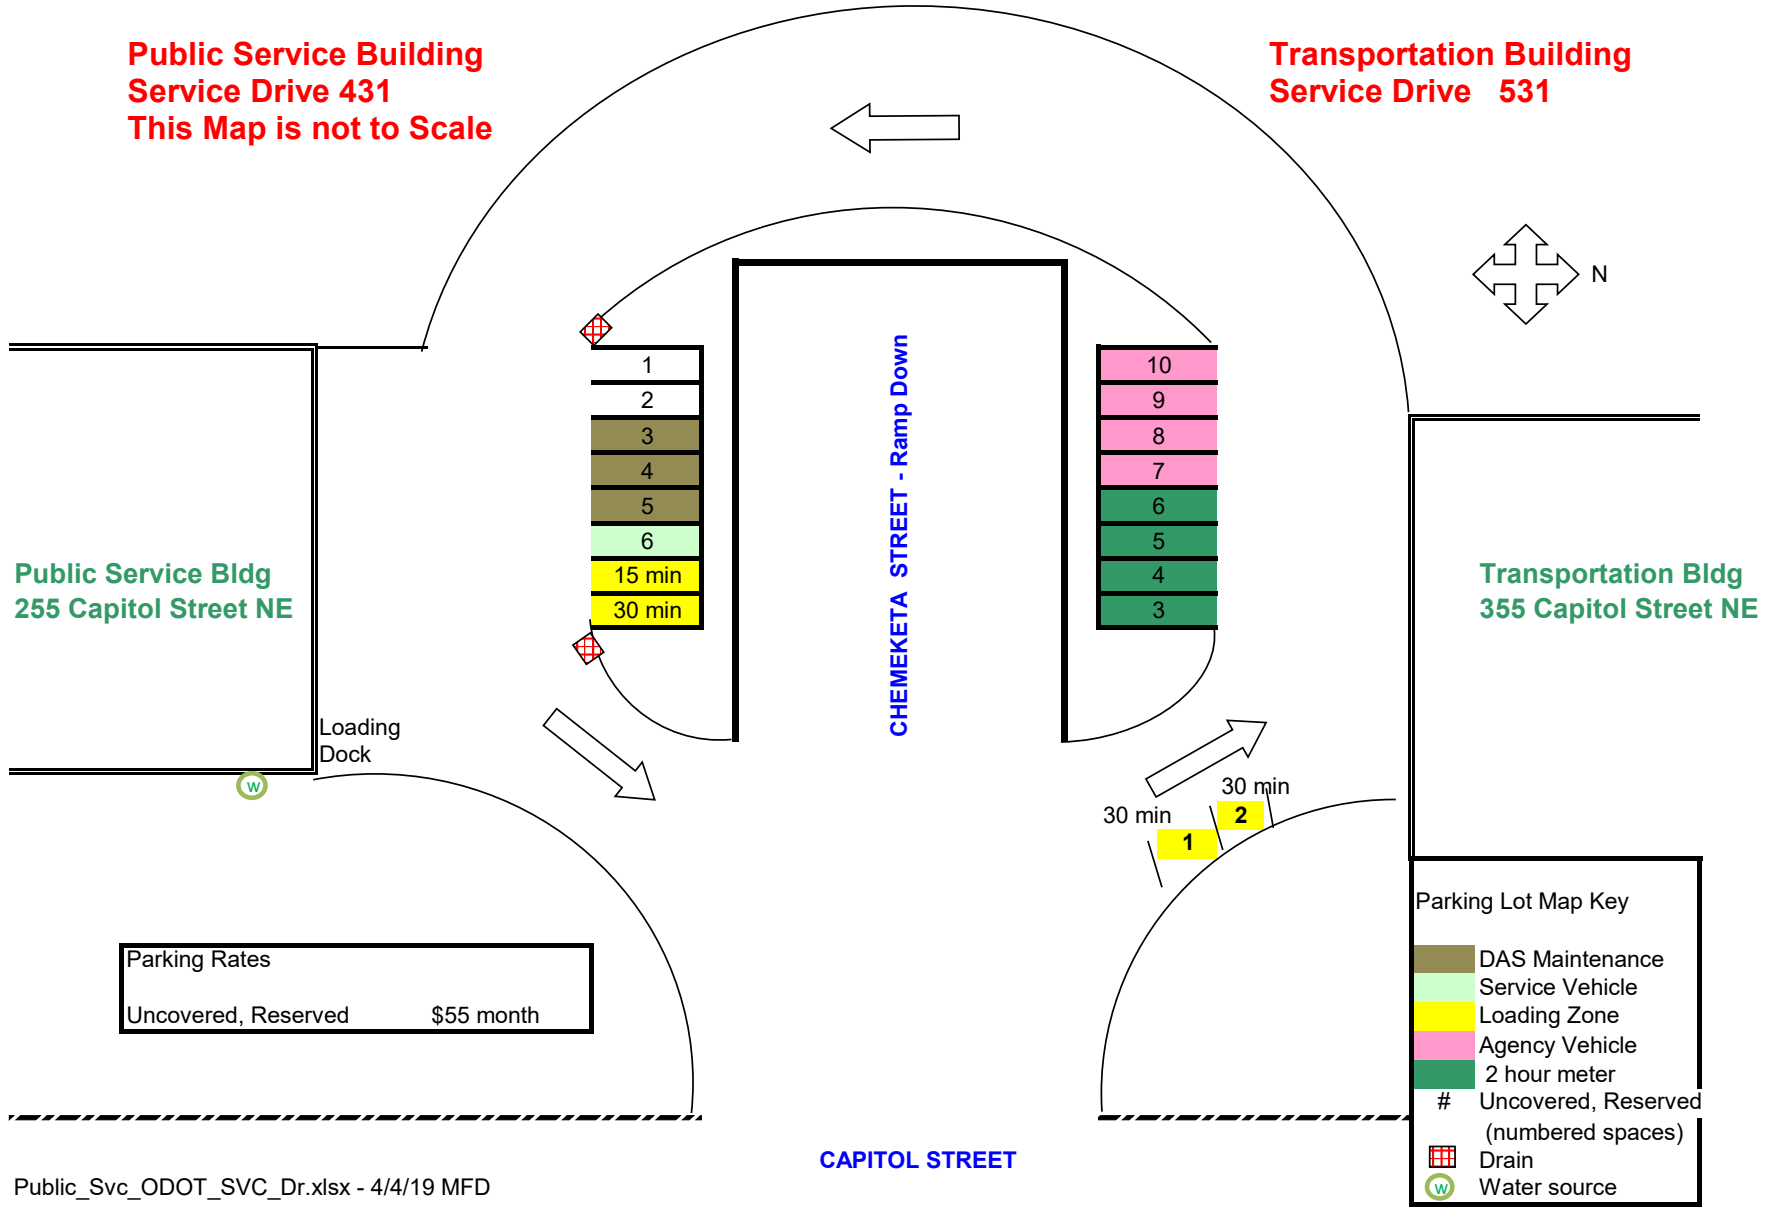 Public Service Building
Service Drive 431
This Map is not to Scale
Transportation Building
Service Drive 531
N
1
2
3
4
5
6
15 min
30 min
CHEMEKETA STREET - Ramp Down
10
9
8
7
6
5
4
3
Public Service Bldg
255 Capitol Street NE
Transportation Bldg
355 Capitol Street NE
Loading
Dock
W
30 min
2
30 min
1
Parking Rates
Uncovered, Reserved $55 month
Parking Lot Map Key
DAS Maintenance
Service Vehicle
Loading Zone
Agency Vehicle
2 hour meter
# Uncovered, Reserved
(numbered spaces)
Drain
W Water source
CAPITOL STREET
Public_Svc_ODOT_SVC_Dr.xlsx - 4/4/19 MFD